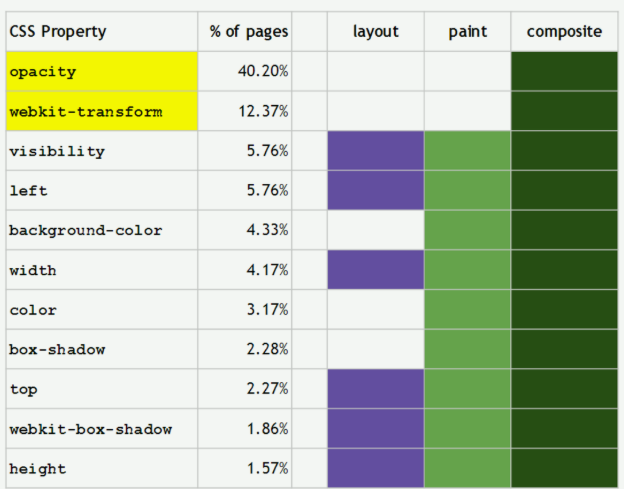 CSS Property % of pages layout paint composite
opacity 40.20%
webkit-transform 12.37%
visibility 5.76%
left 5.76%
background-color 4.33%
width 4.17%
color 3.17%
box-shadow 2.28%
top 2.27%
webkit-box-shadow 1.86%
height 1.57%